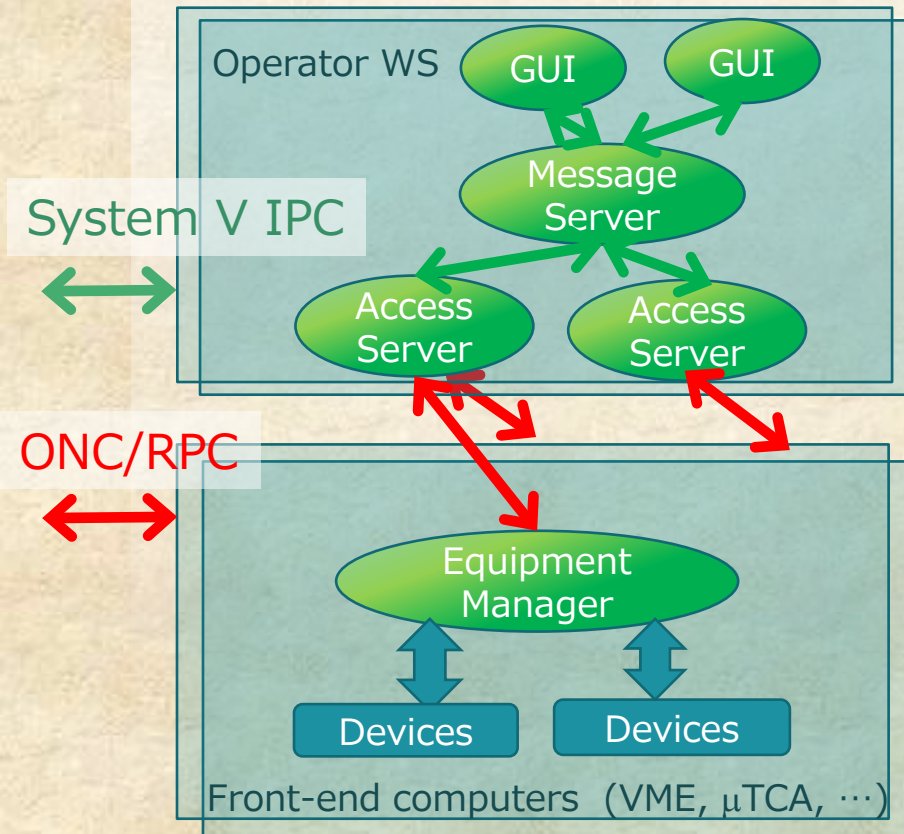 Operator WS
GUI
GUI
Message
Server
System V IPC
Access
Server
Access
Server
ONC/RPC
Equipment
Manager
Devices
Devices
Front-end computers (VME, μTCA, …)